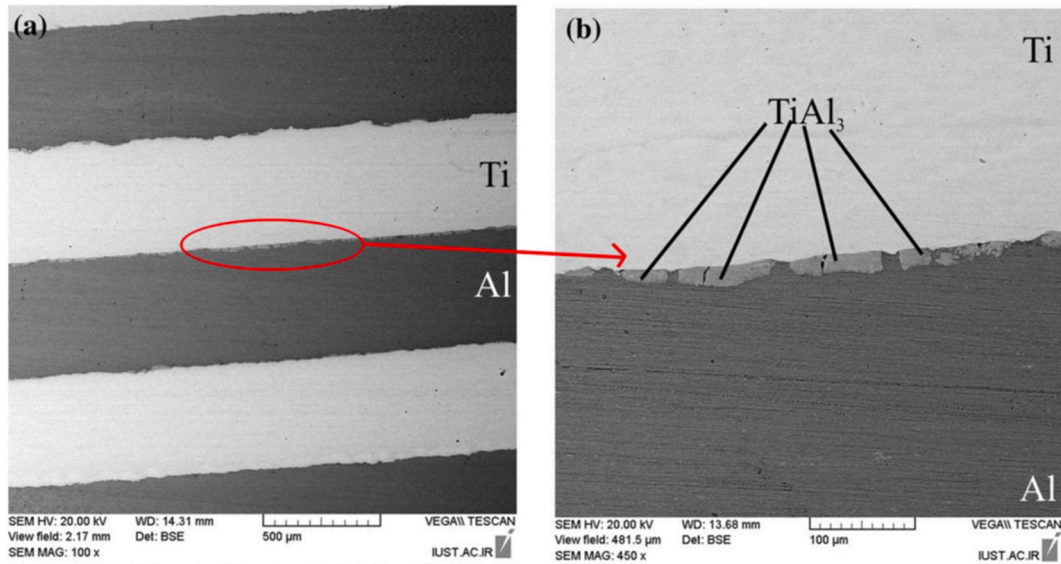 (a)
Ti
Al
SEM HV: 20.00 kV WD: 14.31 mm VEGA\\ TESCAN
View field: 2.17 mm Det: BSE 500 µm
SEM MAG: 100 x IUST.AC.IR
(b)
Ti
TiAl₃
Al
SEM HV: 20.00 kV WD: 13.68 mm VEGA\\ TESCAN
View field: 481.5 µm Det: BSE 100 µm
SEM MAG: 450 x IUST.AC.IR